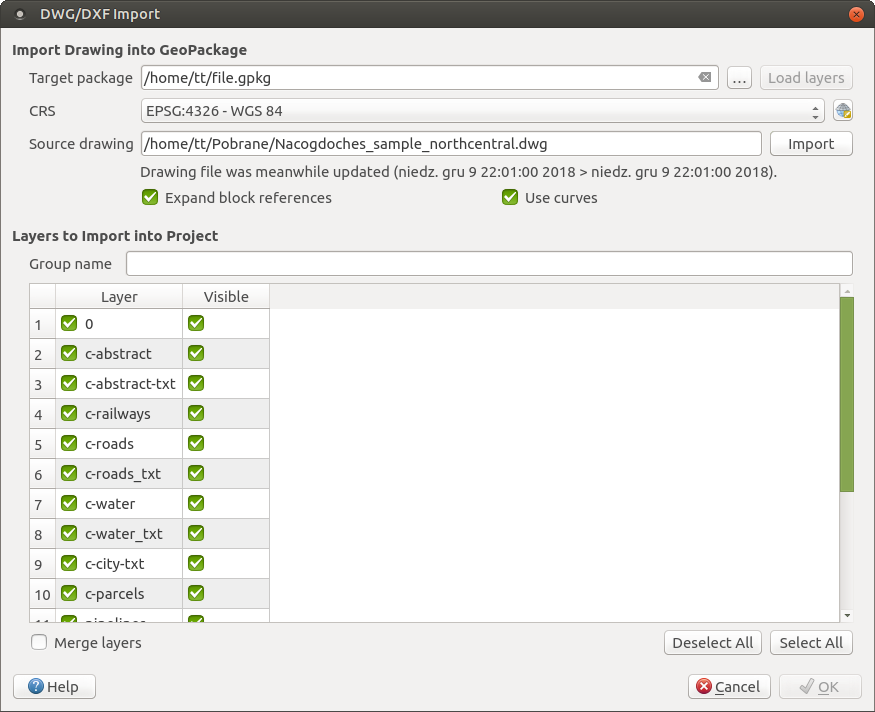 DWG/DXF Import
Import Drawing into GeoPackage
Target package /home/tt/file.gpkg ... Load layers
CRS EPSG:4326 - WGS 84
Source drawing /home/tt/Pobrane/Nacogdoches_sample_northcentral.dwg Import
Drawing file was meanwhile updated (niedz. gru 9 22:01:00 2018 > niedz. gru 9 22:01:00 2018).
Expand block references Use curves
Layers to Import into Project
Group name
Layer Visible
1 0
2 c-abstract
3 c-abstract-txt
4 c-railways
5 c-roads
6 c-roads_txt
7 c-water
8 c-water_txt
9 c-city-txt
10 c-parcels
11 pipelines
Merge layers Deselect All Select All
Help Cancel OK